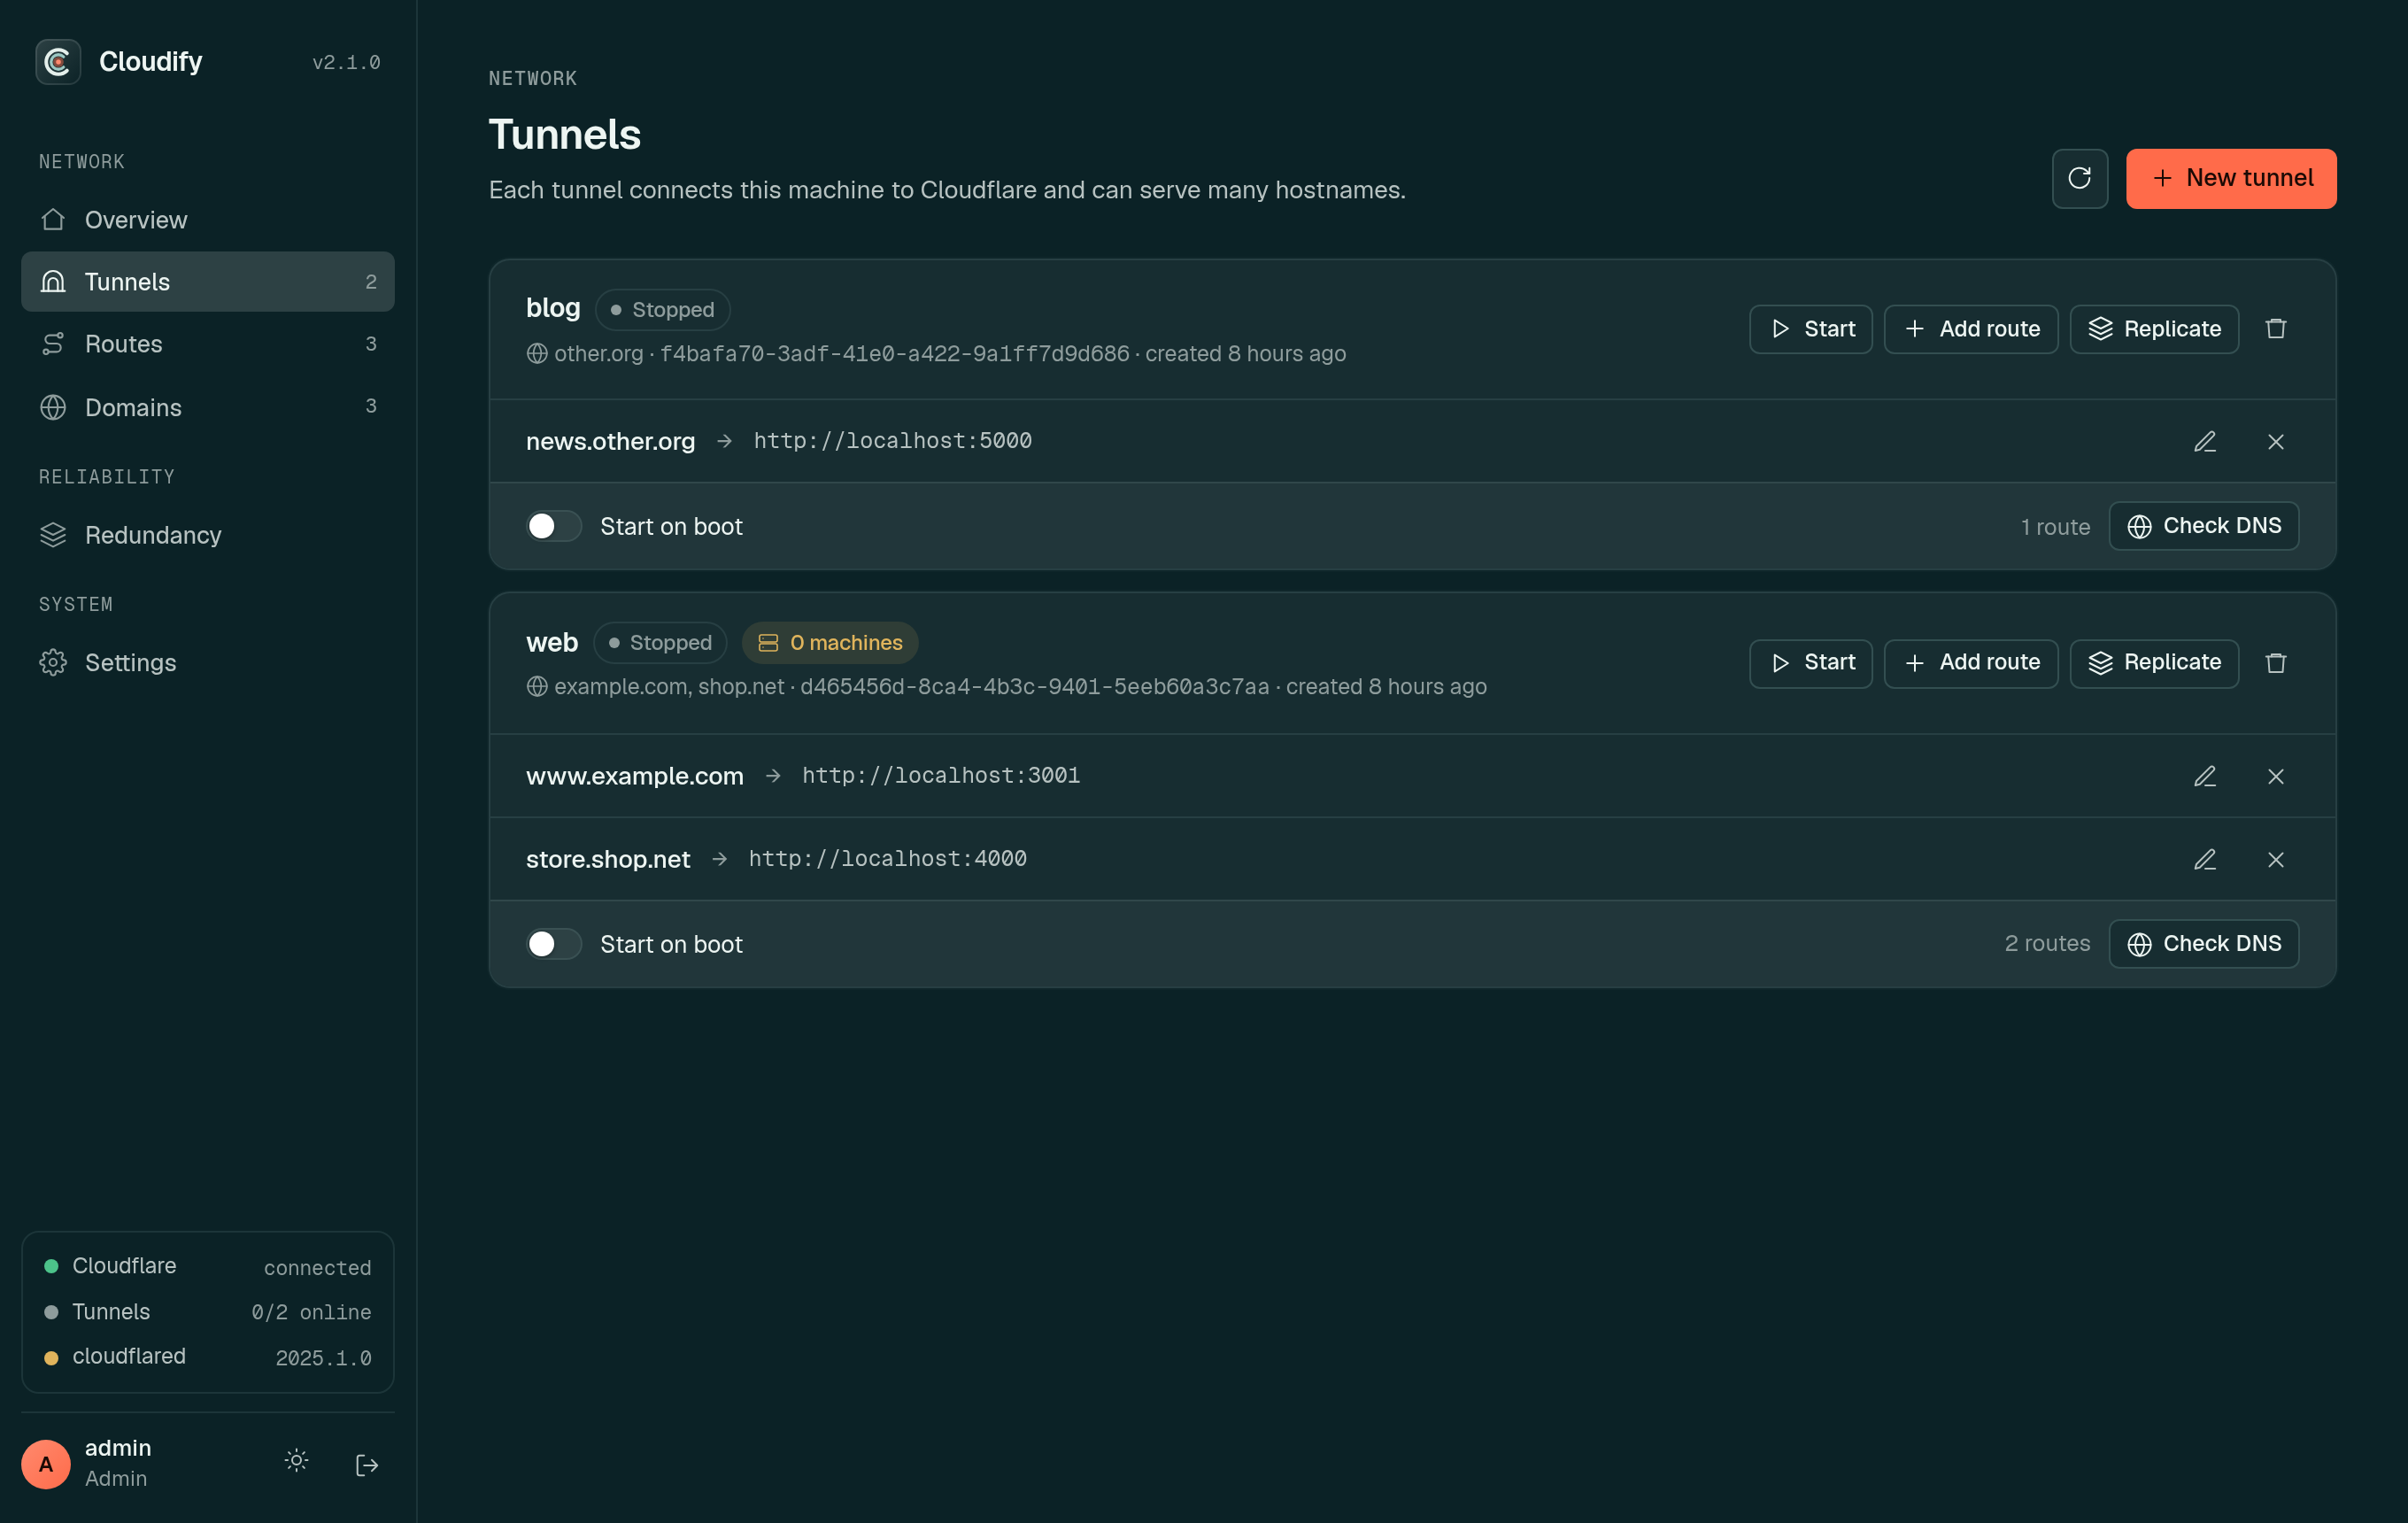 Cloudify v2.1.0
NETWORK
Overview
Tunnels 2
Routes 3
Domains 3
RELIABILITY
Redundancy
SYSTEM
Settings
Cloudflare connected
Tunnels 0/2 online
cloudflared 2025.1.0
A
admin
Admin
NETWORK
Tunnels
Each tunnel connects this machine to Cloudflare and can serve many hostnames.
New tunnel
blog Stopped
other.org · f4bafa70-3adf-41e0-a422-9a1ff7d9d686 · created 8 hours ago
Start Add route Replicate
news.other.org → http://localhost:5000
Start on boot 1 route Check DNS
web Stopped 0 machines
example.com, shop.net · d465456d-8ca4-4b3c-9401-5eeb60a3c7aa · created 8 hours ago
Start Add route Replicate
www.example.com → http://localhost:3001
store.shop.net → http://localhost:4000
Start on boot 2 routes Check DNS